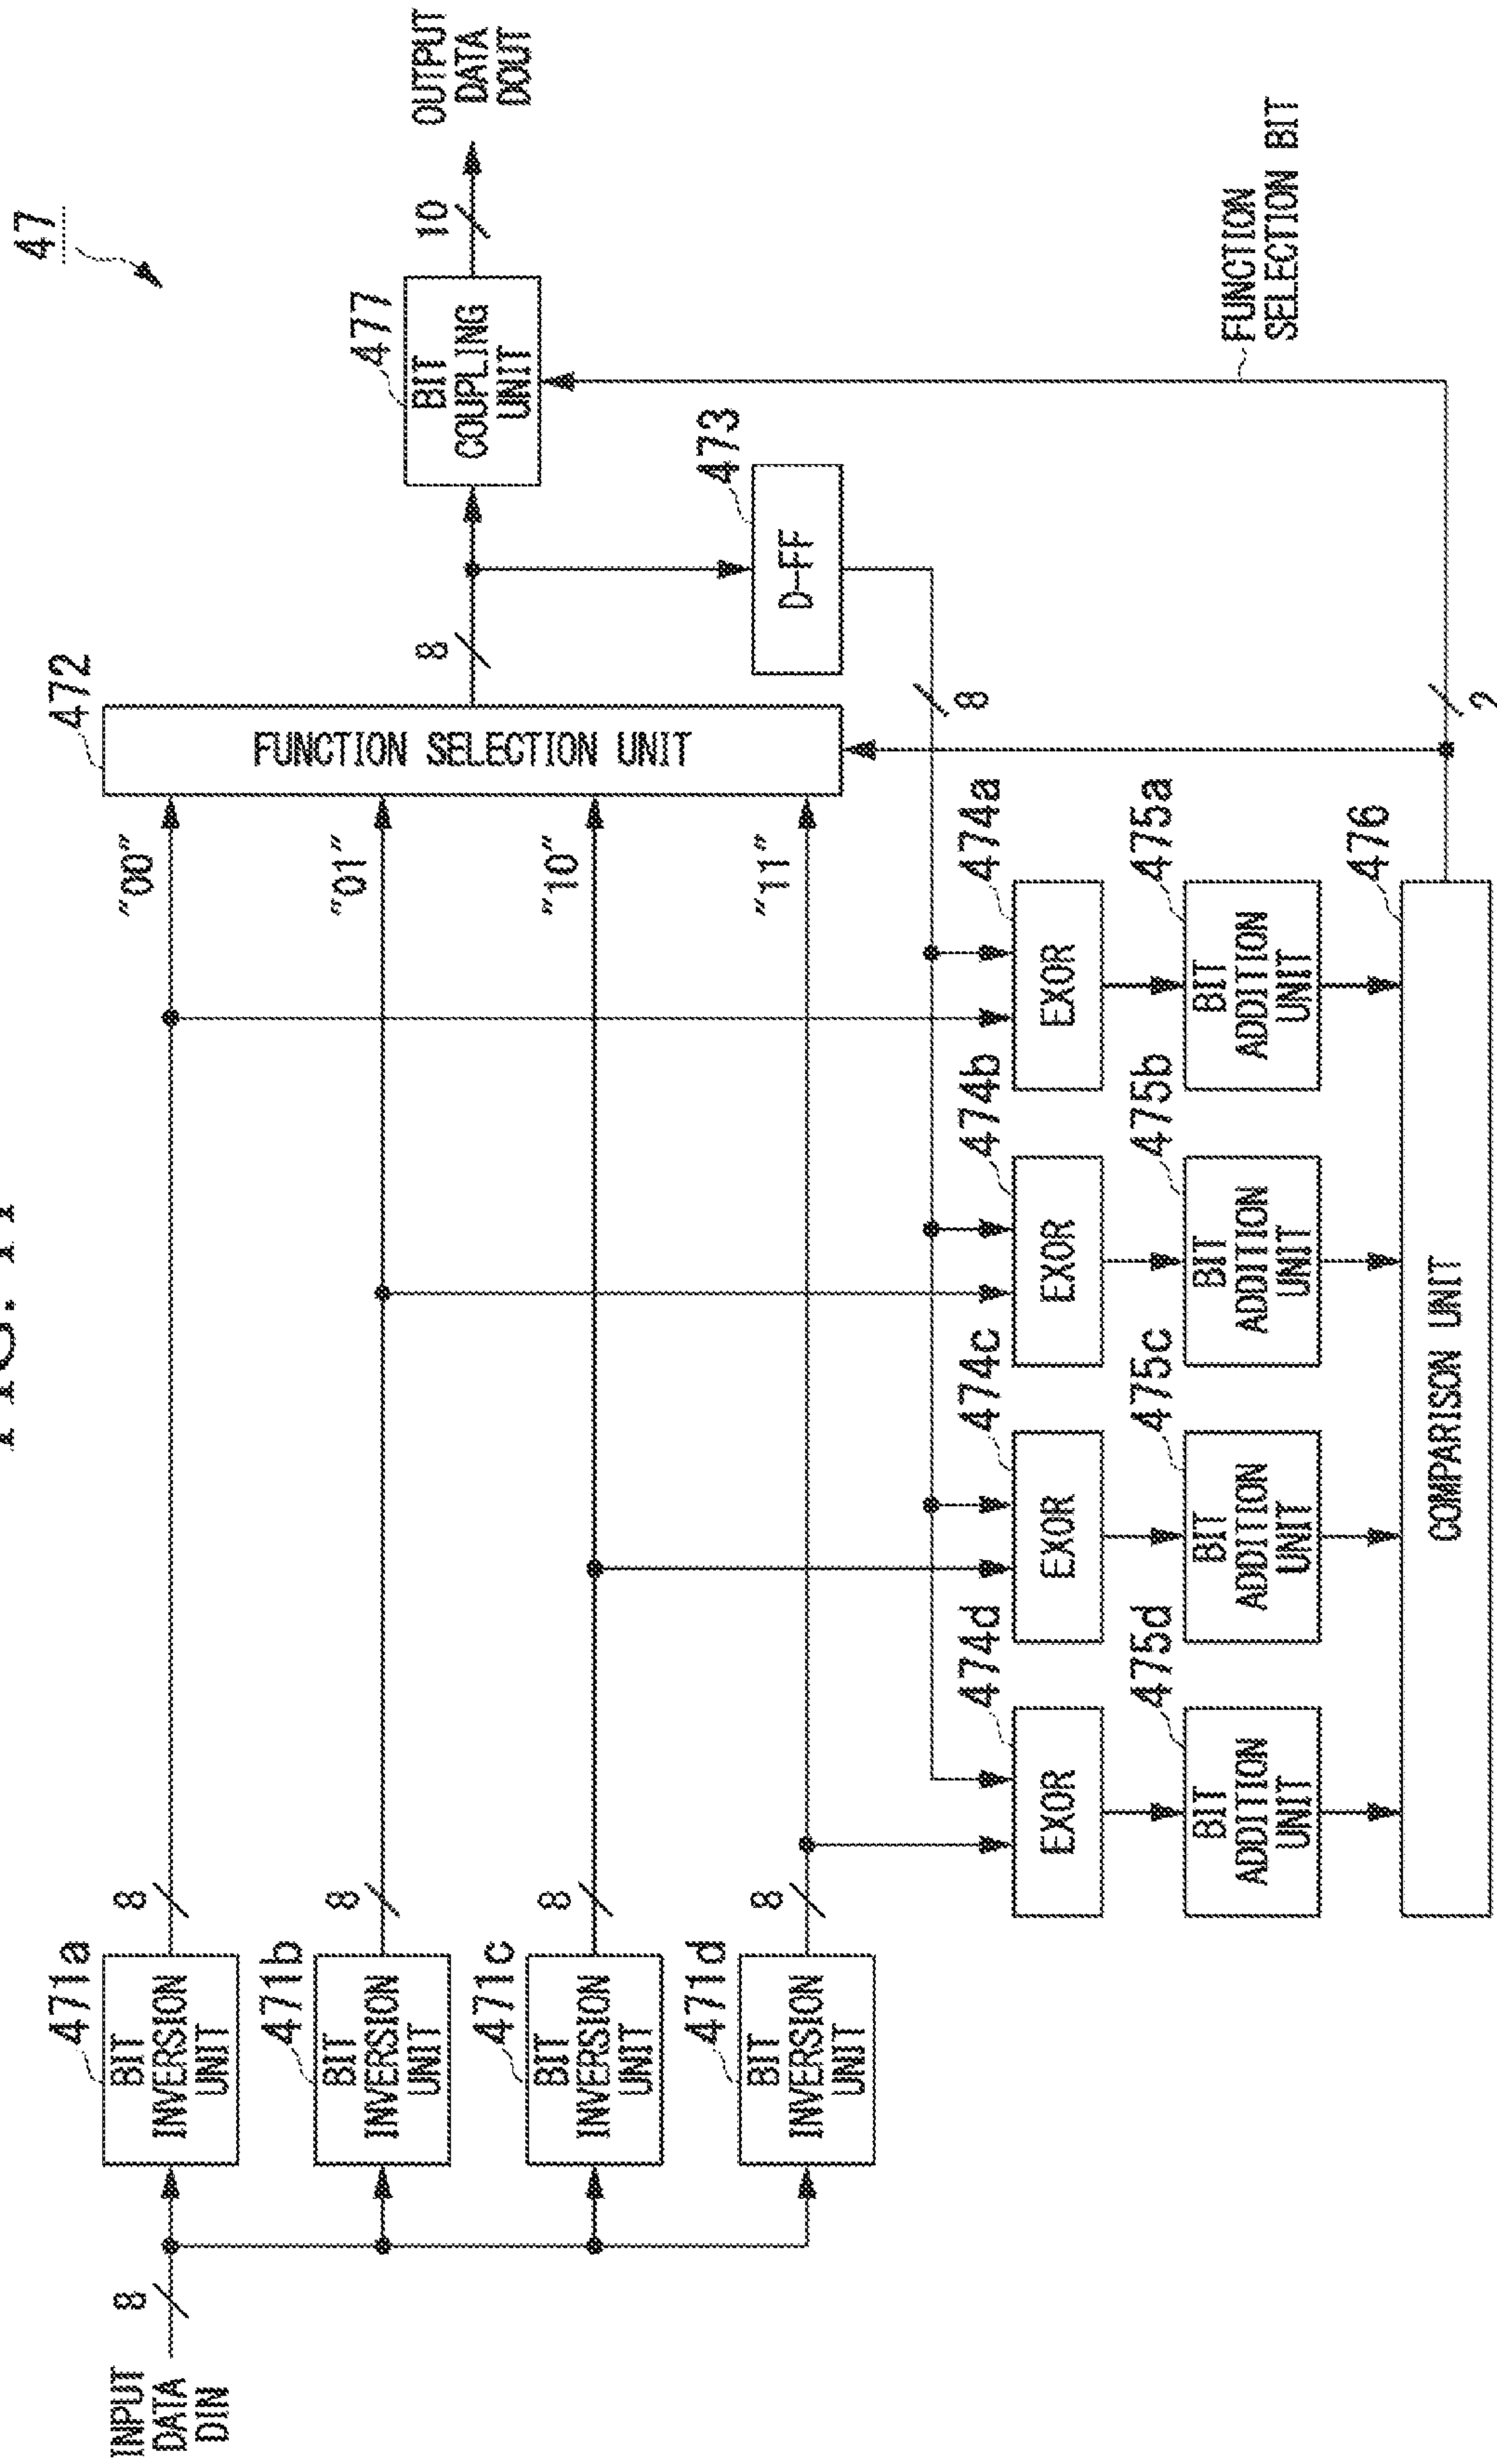 47
INPUT
DATA
DIN
8
471a
BIT
INVERSION
UNIT
8
471b
BIT
INVERSION
UNIT
8
471c
BIT
INVERSION
UNIT
8
471d
BIT
INVERSION
UNIT
8
"00"
"01"
"10"
"11"
472
FUNCTION SELECTION UNIT
8
477
BIT
COUPLING
UNIT
10
OUTPUT
DATA
DOUT
473
D-FF
8
474d
EXOR
474c
EXOR
474b
EXOR
474a
EXOR
475d
BIT
ADDITION
UNIT
475c
BIT
ADDITION
UNIT
475b
BIT
ADDITION
UNIT
475a
BIT
ADDITION
UNIT
476
COMPARISON UNIT
FUNCTION
SELECTION BIT